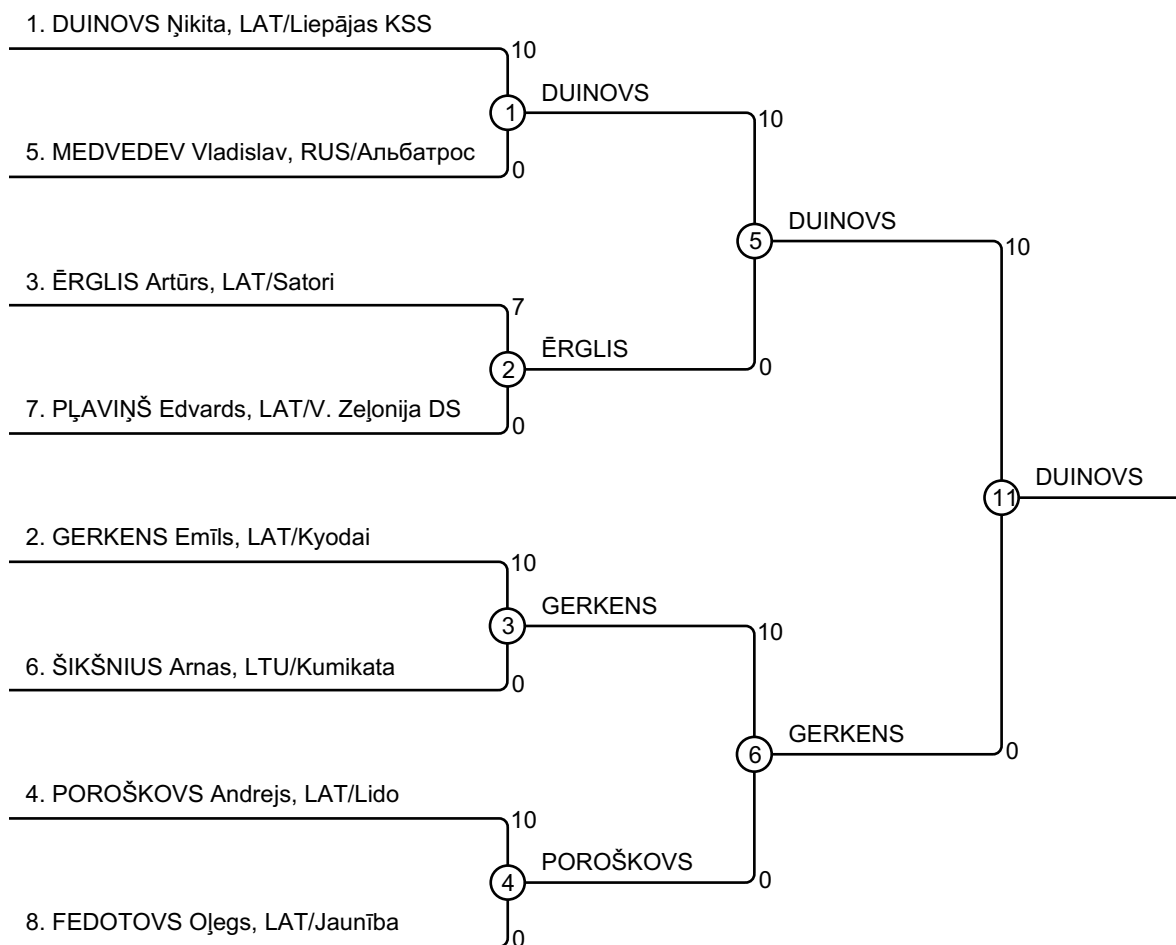 1. DUINOVS Ņikita, LAT/Liepājas KSS
10
1
DUINOVS
10
5. MEDVEDEV Vladislav, RUS/Альбатрос
0
5
DUINOVS
10
3. ĒRGLIS Artūrs, LAT/Satori
7
2
ĒRGLIS
0
7. PĻAVIŅŠ Edvards, LAT/V. Zeļonija DS
0
11
DUINOVS
2. GERKENS Emīls, LAT/Kyodai
10
3
GERKENS
10
6. ŠIKŠNIUS Arnas, LTU/Kumikata
0
6
GERKENS
0
4. POROŠKOVS Andrejs, LAT/Lido
10
4
POROŠKOVS
0
8. FEDOTOVS Oļegs, LAT/Jaunība
0